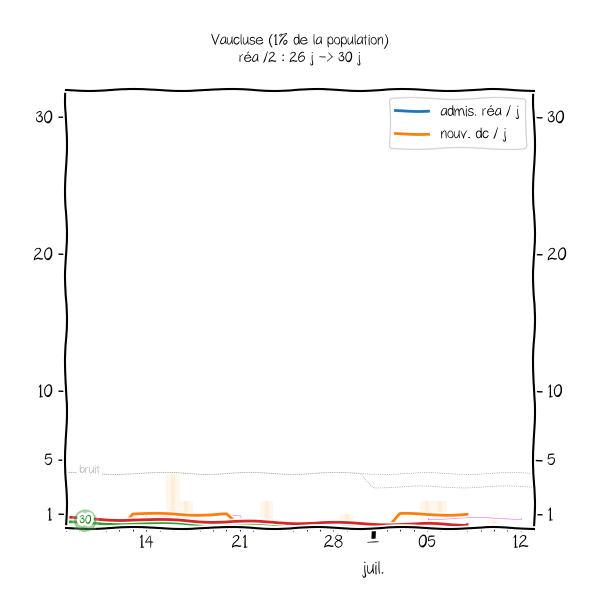 Vaucluse (1% de la population)
réa /2 : 26 j -> 30 j
admis. réa / j
nouv. dc / j
30
30
20
20
10
10
5
5
bruit
1
1
30
14
21
28
1
05
12
juil.